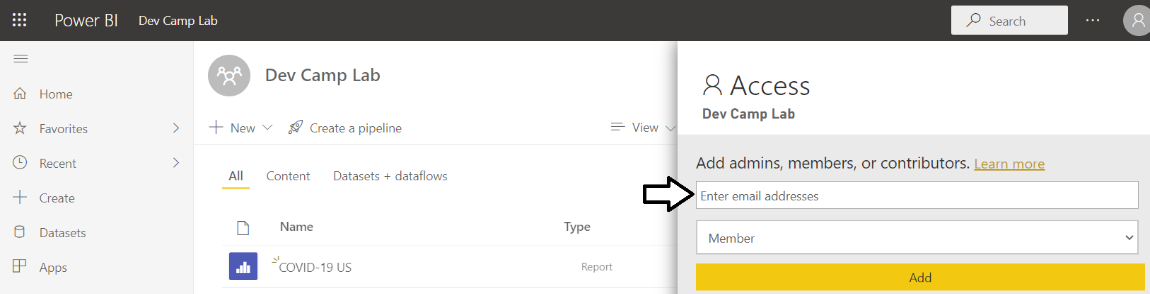 Power BI Dev Camp Lab Search ...
Dev Camp Lab
Access
Dev Camp Lab
Home
Favorites
Recent
Create
Datasets
Apps
New Create a pipeline View
All Content Datasets + dataflows
Name Type
COVID-19 US Report
Add admins, members, or contributors. Learn more
Enter email addresses
Member
Add